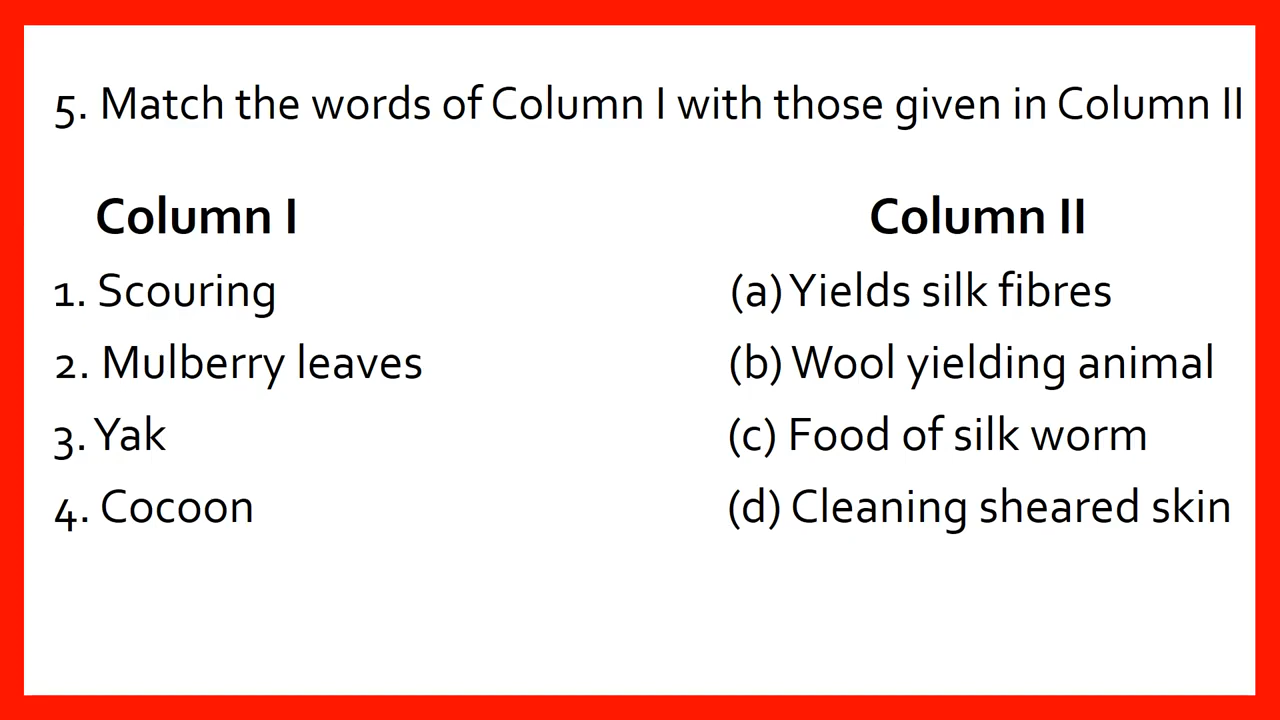 5. Match the words of Column I with those given in Column II
Column I Column II
1. Scouring (a) Yields silk fibres
2. Mulberry leaves (b) Wool yielding animal
3. Yak (c) Food of silk worm
4. Cocoon (d) Cleaning sheared skin